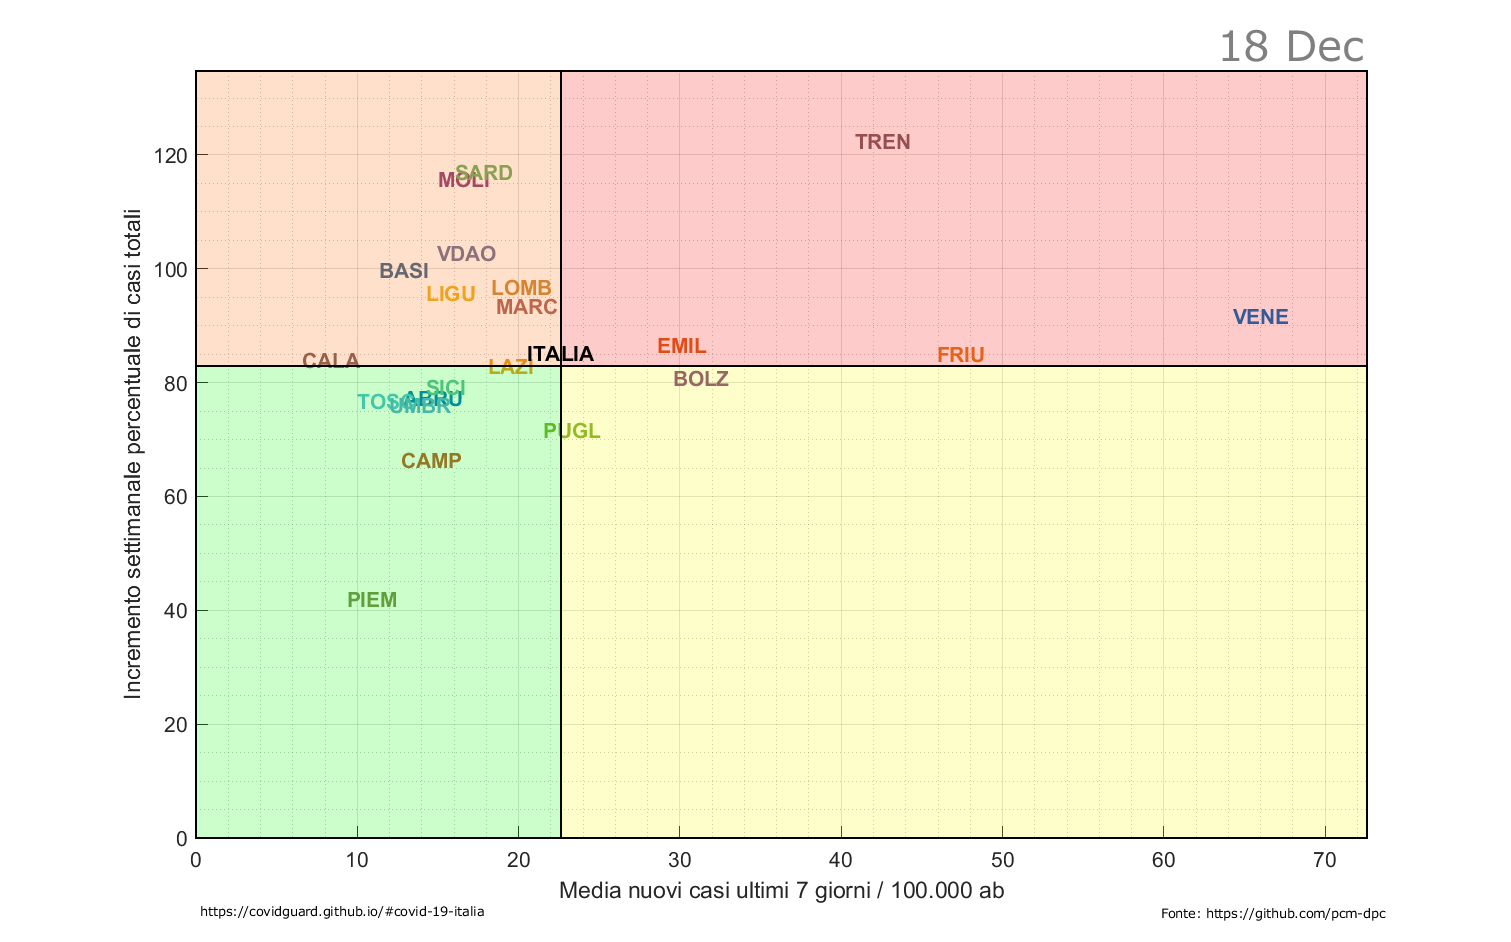 18 Dec
120
100
80
60
40
20
0
Incremento settimanale percentuale di casi totali
TREN
SARD
MOLI
VDAO
BASI
LOMB
LIGU
MARC
VENE
EMIL
ITALIA
FRIU
CALA
LAZI
BOLZ
SICI
ABRU
TOSC
UMBR
PUGL
CAMP
PIEM
0 10 20 30 40 50 60 70
Media nuovi casi ultimi 7 giorni / 100.000 ab
https://covidguard.github.io/#covid-19-italia
Fonte: https://github.com/pcm-dpc